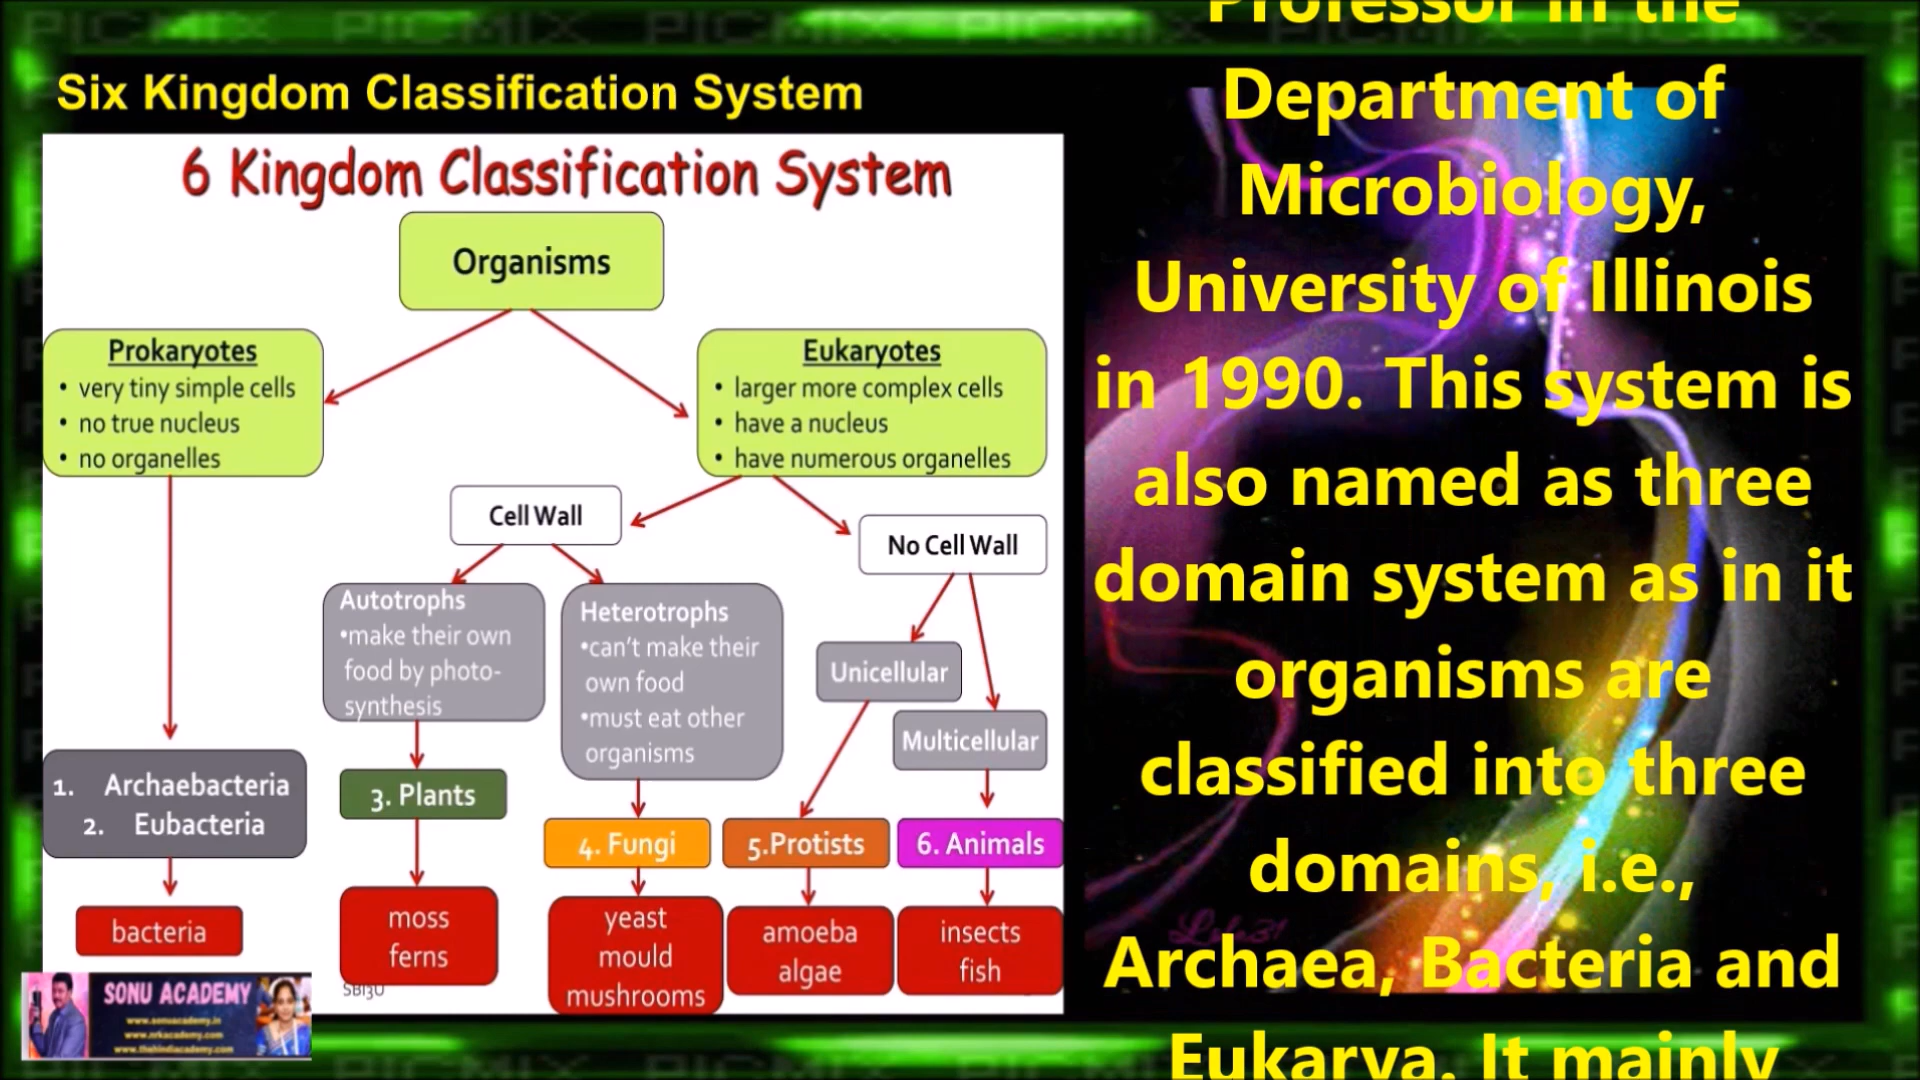 Six Kingdom Classification System
6 Kingdom Classification System
Organisms
Prokaryotes
• very tiny simple cells
• no true nucleus
• no organelles
Eukaryotes
• larger more complex cells
• have a nucleus
• have numerous organelles
Cell Wall
No Cell Wall
Autotrophs
•make their own
food by photo-
synthesis
Heterotrophs
•can't make their
own food
•must eat other
organisms
Unicellular
Multicellular
1. Archaebacteria
2. Eubacteria
3. Plants
4. Fungi
5.Protists
6. Animals
bacteria
moss
ferns
yeast
mould
mushrooms
amoeba
algae
insects
fish
SBI3U
SONU ACADEMY
www.sonuacademy.in
www.nrkacademy.com
www.thehindiacademy.com
Professor in the
Department of
Microbiology,
University of Illinois
in 1990. This system is
also named as three
domain system as in it
organisms are
classified into three
domains, i.e.,
Archaea, Bacteria and
Eukarya. It mainly
PICMIX PICMIX PICMIX